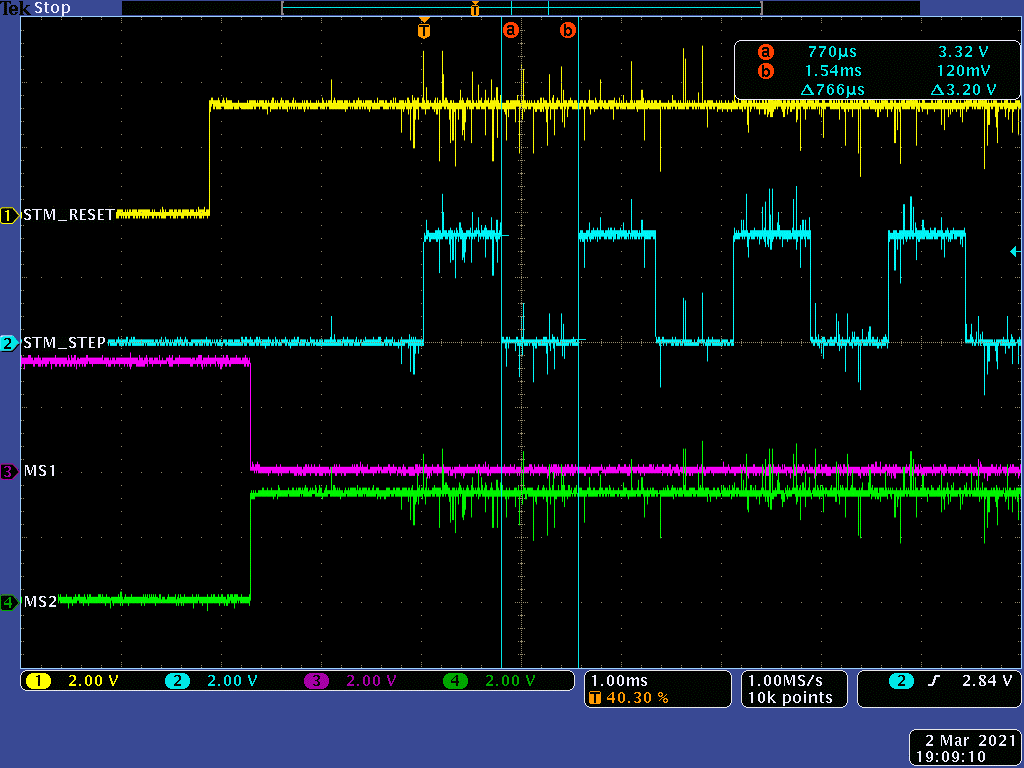 Tek Stop
T
T a b
a 770µs 3.32 V
b 1.54ms 120mV
Δ766µs Δ3.20 V
1 STM_RESET
2 STM_STEP
3 MS1
4 MS2
1 2.00 V 2 2.00 V 3 2.00 V 4 2.00 V
1.00ms
T 40.30 %
1.00MS/s
10k points
2 2.84 V
2 Mar 2021
19:09:10